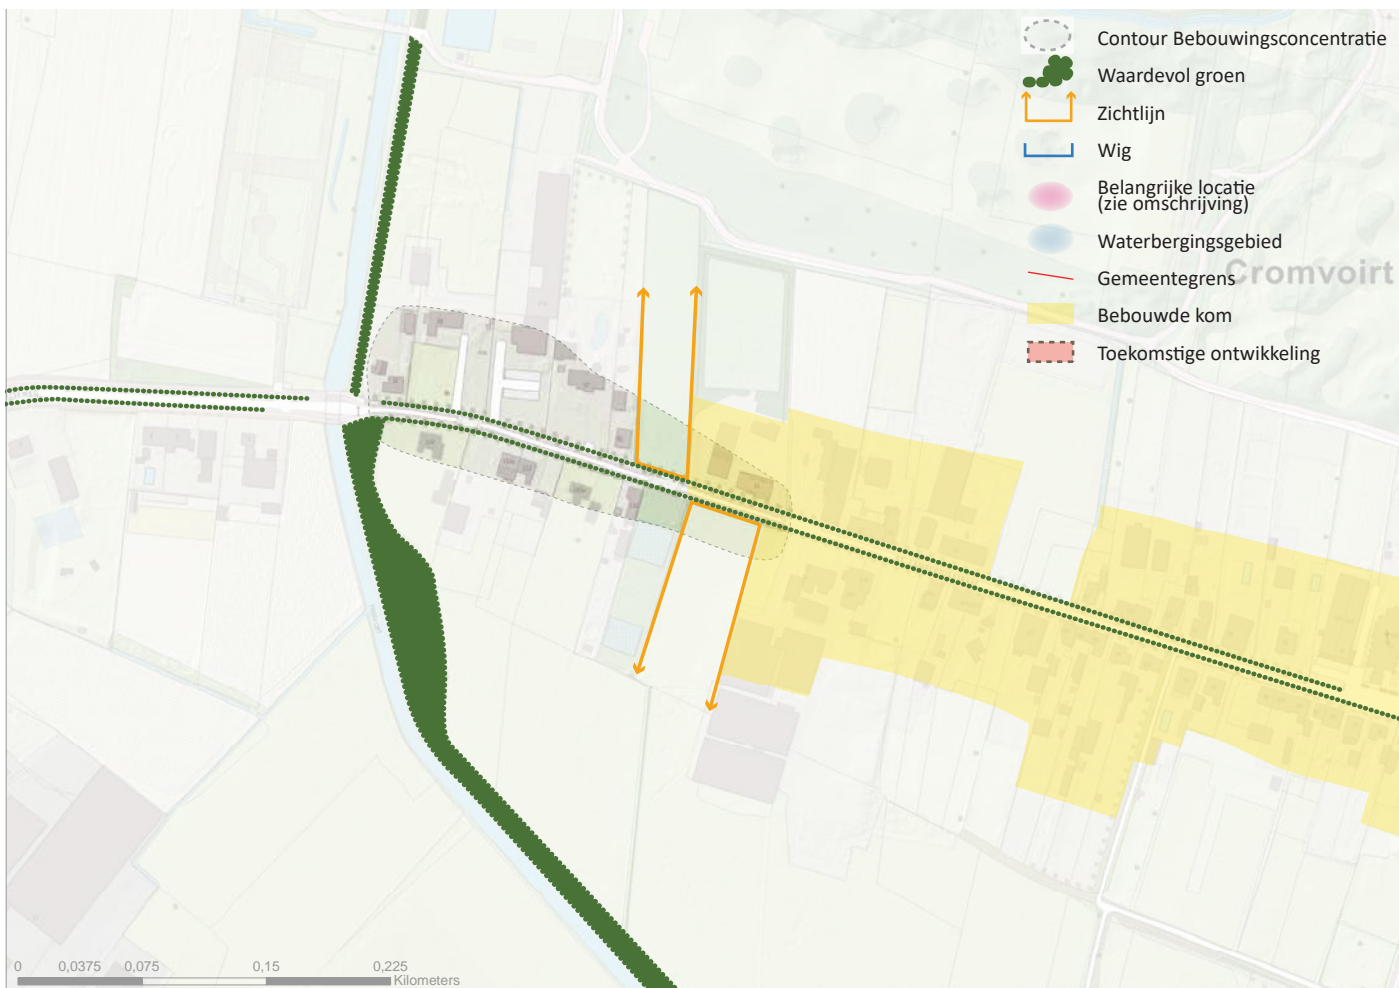 Contour Bebouwingsconcentratie
Waardevol groen
Zichtlijn
Wig
Belangrijke locatie
(zie omschrijving)
Waterbergingsgebied
Cromvoirt
Gemeentegrens
Bebouwde kom
Toekomstige ontwikkeling
0 0,0375 0,075 0,15 0,225
Kilometers